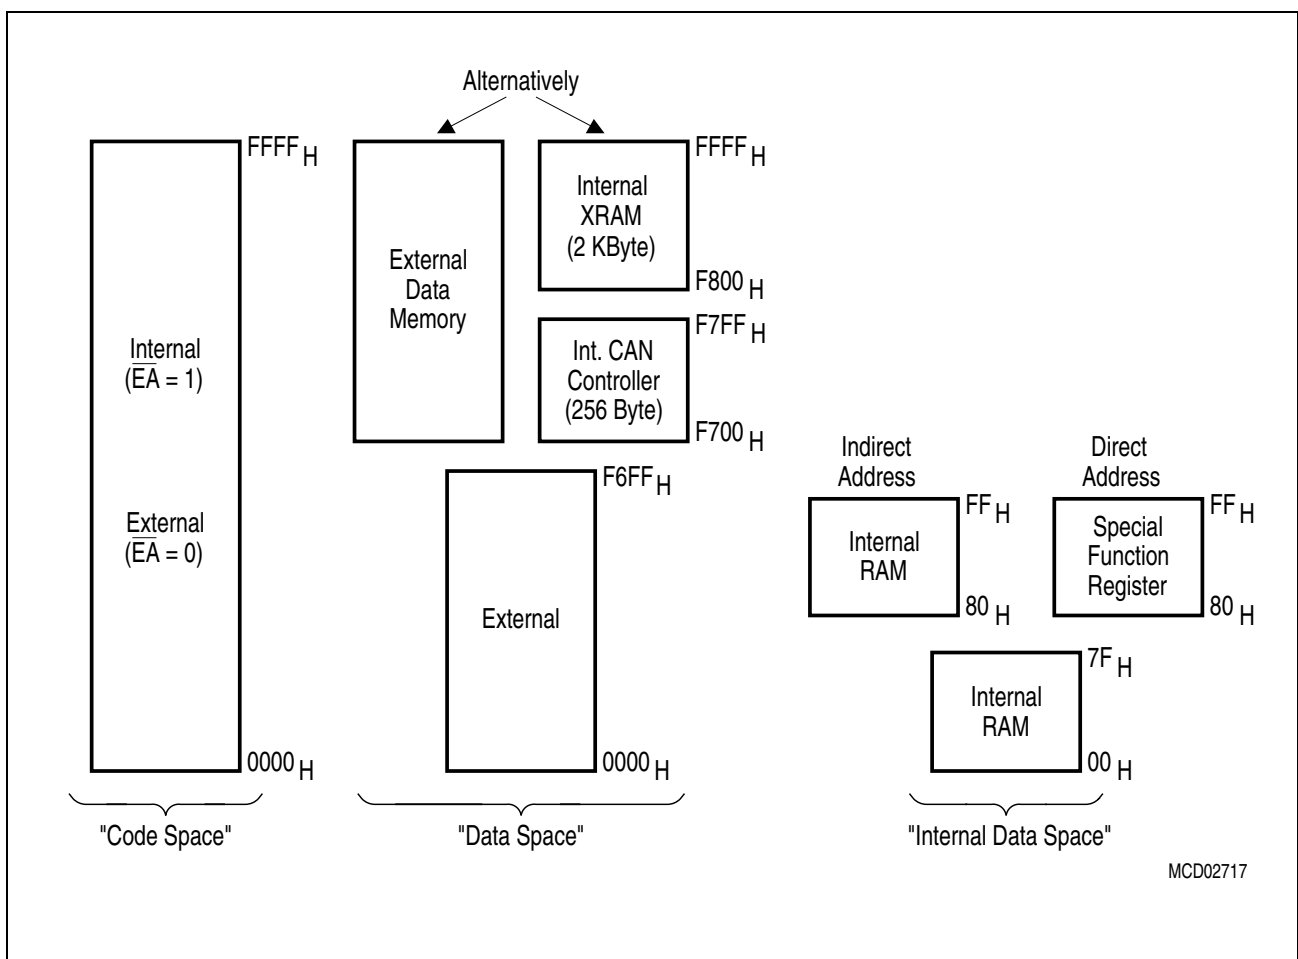 Alternatively
FFFF H
External
Data
Memory
Internal
XRAM
(2 KByte)
FFFF H
F800 H
Int. CAN
Controller
(256 Byte)
F7FF H
F700 H
Internal
(EA = 1)
External
(EA = 0)
0000 H
External
F6FF H
0000 H
Indirect
Address
Internal
RAM
FF H
80 H
Direct
Address
Special
Function
Register
FF H
80 H
Internal
RAM
7F H
00 H
"Code Space"
"Data Space"
"Internal Data Space"
MCD02717